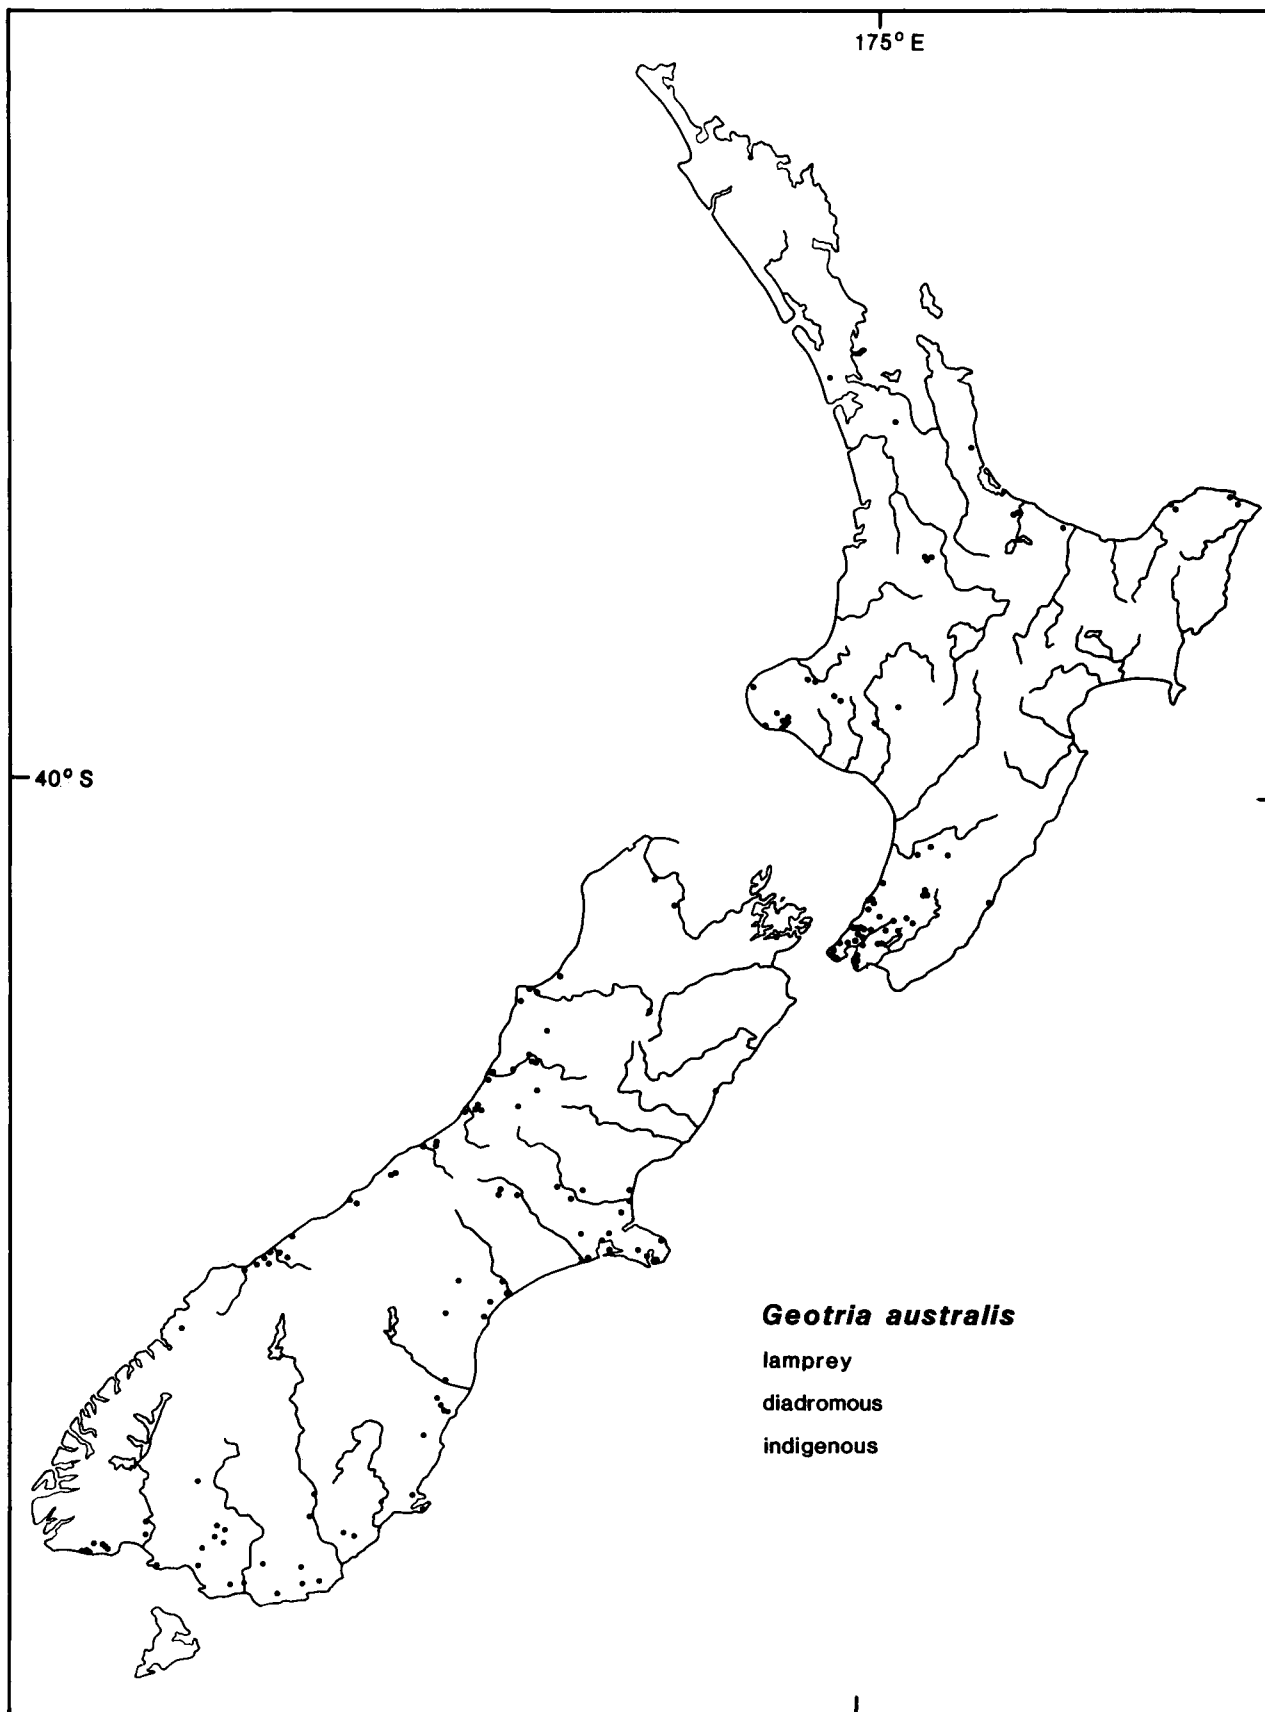 175° E
40° S
Geotria australis
lamprey
diadromous
indigenous